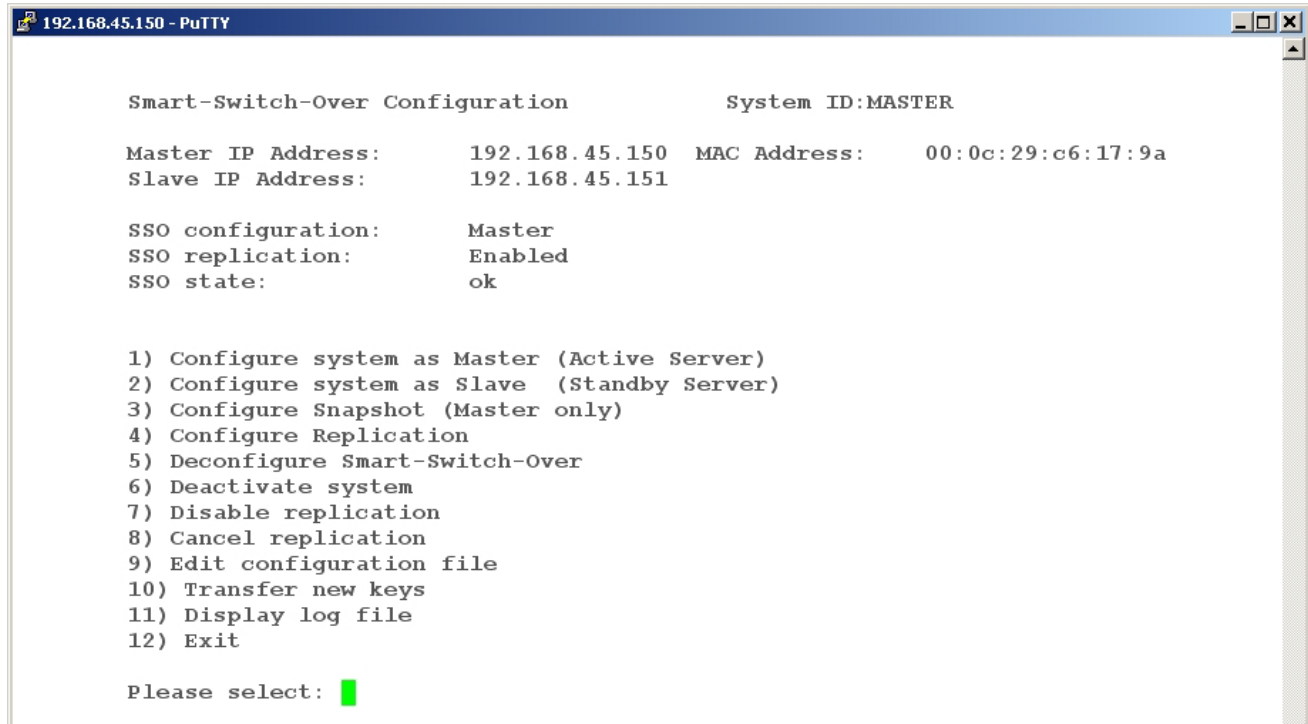 192.168.45.150 - PuTTY
Smart-Switch-Over Configuration System ID:MASTER
Master IP Address: 192.168.45.150 MAC Address: 00:0c:29:c6:17:9a
Slave IP Address: 192.168.45.151
SSO configuration: Master
SSO replication: Enabled
SSO state: ok
1) Configure system as Master (Active Server)
2) Configure system as Slave (Standby Server)
3) Configure Snapshot (Master only)
4) Configure Replication
5) Deconfigure Smart-Switch-Over
6) Deactivate system
7) Disable replication
8) Cancel replication
9) Edit configuration file
10) Transfer new keys
11) Display log file
12) Exit
Please select: